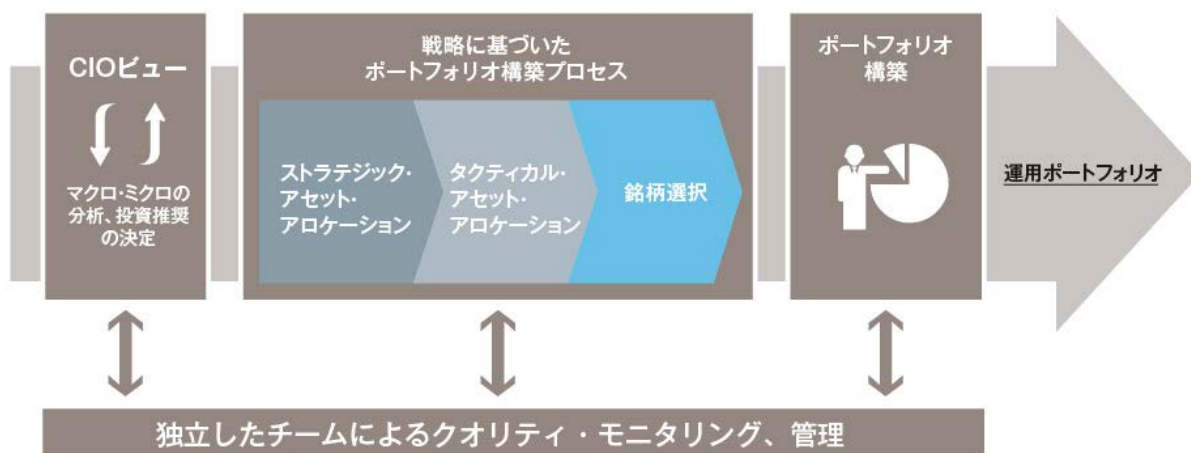 CIOビュー
マクロ・ミクロの
分析、投資推奨
の決定
戦略に基づいた
ポートフォリオ構築プロセス
ストラテジック・
アセット・
アロケーション
タクティカル・
アセット・
アロケーション
銘柄選択
ポートフォリオ
構築
運用ポートフォリオ
独立したチームによるクオリティ・モニタリング、管理